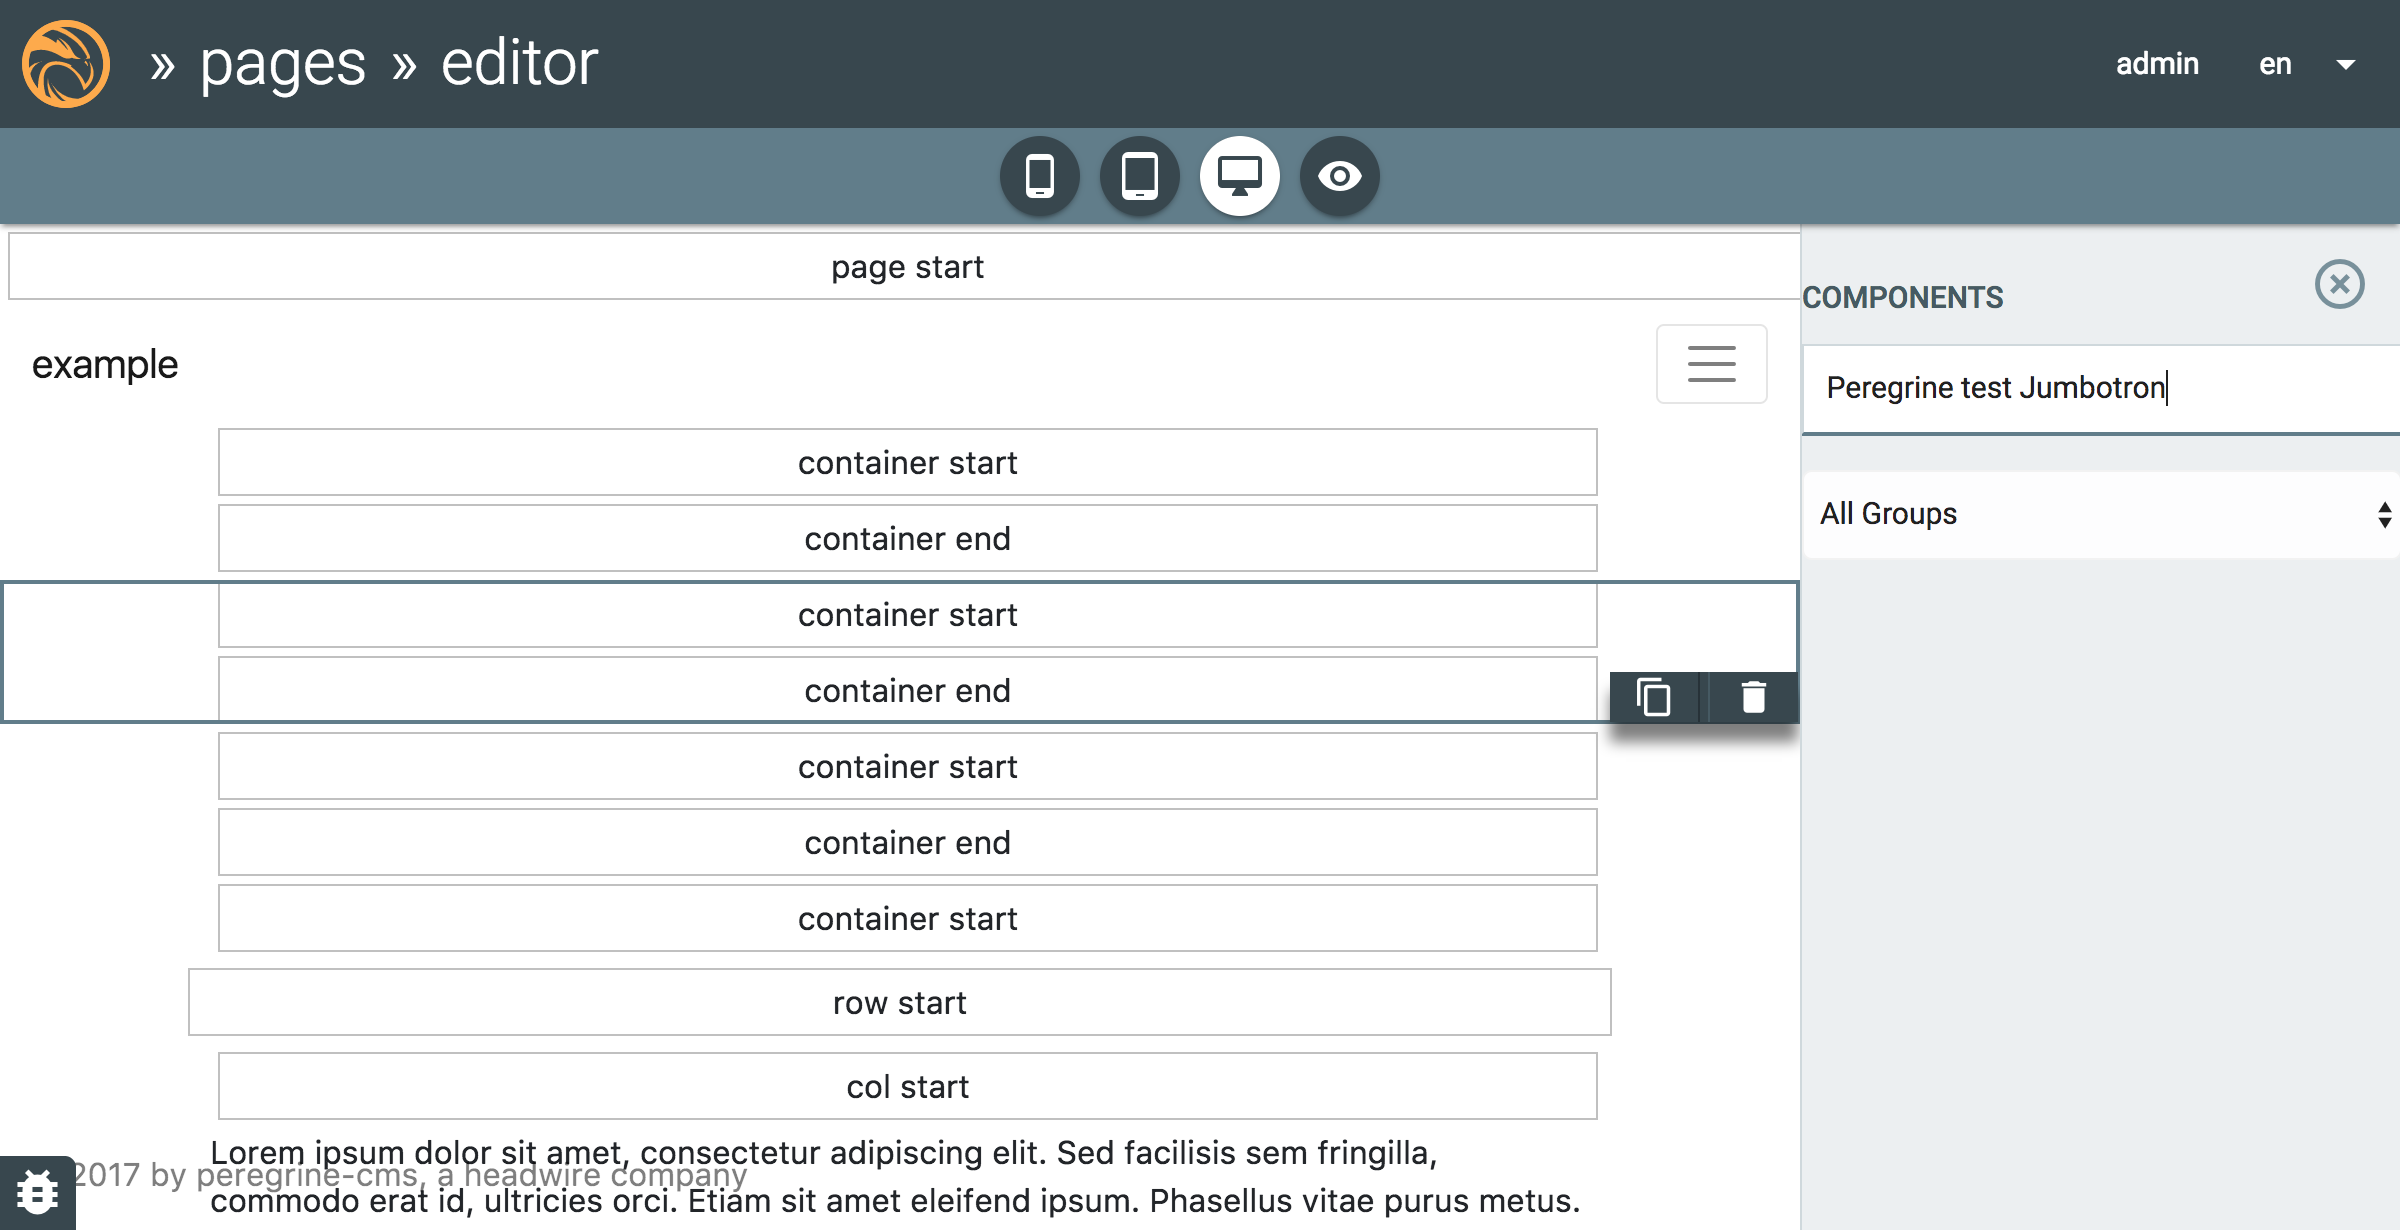 » pages » editor
admin en
page start
COMPONENTS
example
Peregrine test Jumbotron
container start
All Groups
container end
container start
container end
container start
container end
container start
row start
col start
Lorem ipsum dolor sit amet, consectetur adipiscing elit. Sed facilisis sem fringilla,
2017 by peregrine-cms, a headwire company
commodo erat id, ultricies orci. Etiam sit amet eleifend ipsum. Phasellus vitae purus metus.